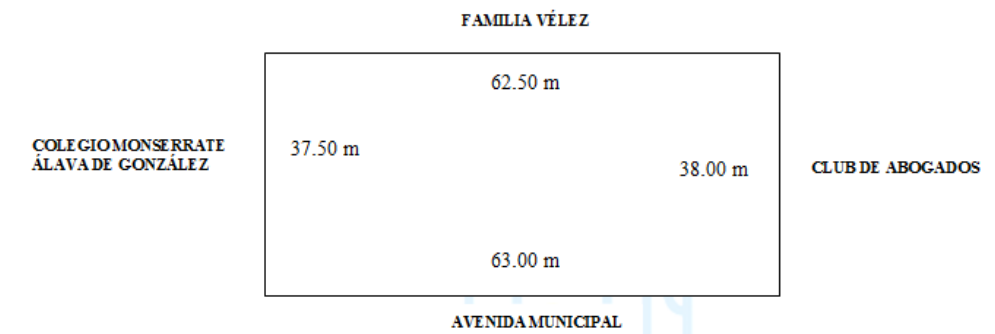 FAMILIA VÉLEZ
62.50 m
COLEGIO MONSERRATE
ÁLAVA DE GONZÁLEZ
37.50 m
38.00 m
CLUB DE ABOGADOS
63.00 m
AVENIDA MUNICIPAL